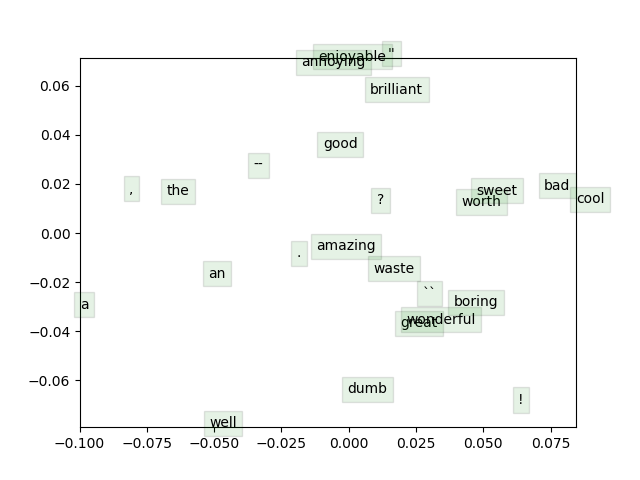 enjoyable
"
annoying
0.06
brilliant
0.04
good
--
0.02
,
the
?
sweet
worth
bad
cool
0.00
.
amazing
an
waste
−0.02
``
boring
a
wonderful
great
−0.04
−0.06
dumb
!
well
−0.100 −0.075 −0.050 −0.025 0.000 0.025 0.050 0.075